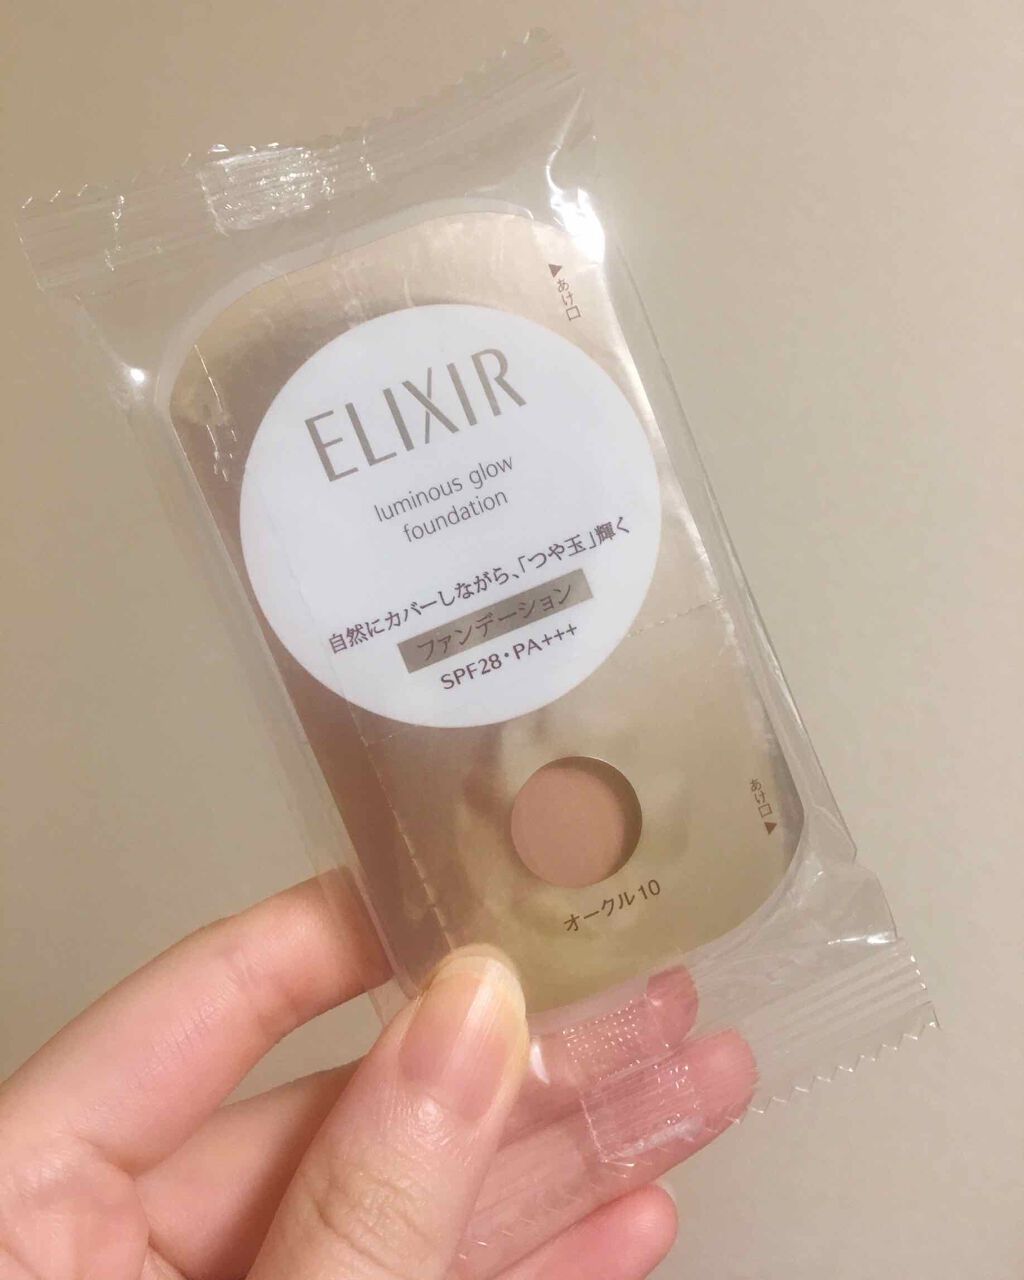 あけ口
ELIXIR
luminous glow
foundation
自然にカバーしながら、「つや玉」輝く
ファンデーション
SPF28・PA+++
あけ口
オークル10